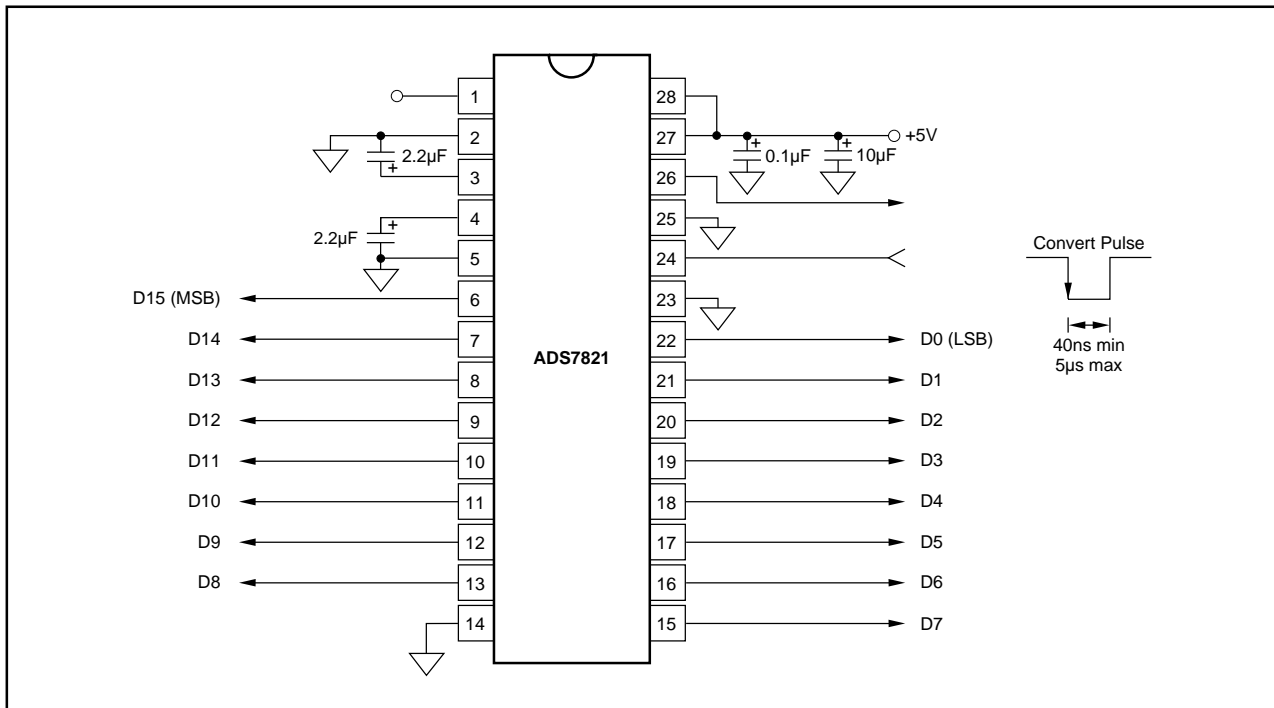 1
28
2
27
+5V
2.2µF
+
0.1µF
+
10µF
+
3
26
4
+
25
2.2µF
5
24
Convert Pulse
D15 (MSB)
6
23
D14
7
22
D0 (LSB)
40ns min
5µs max
ADS7821
D13
8
21
D1
D12
9
20
D2
D11
10
19
D3
D10
11
18
D4
D9
12
17
D5
D8
13
16
D6
14
15
D7